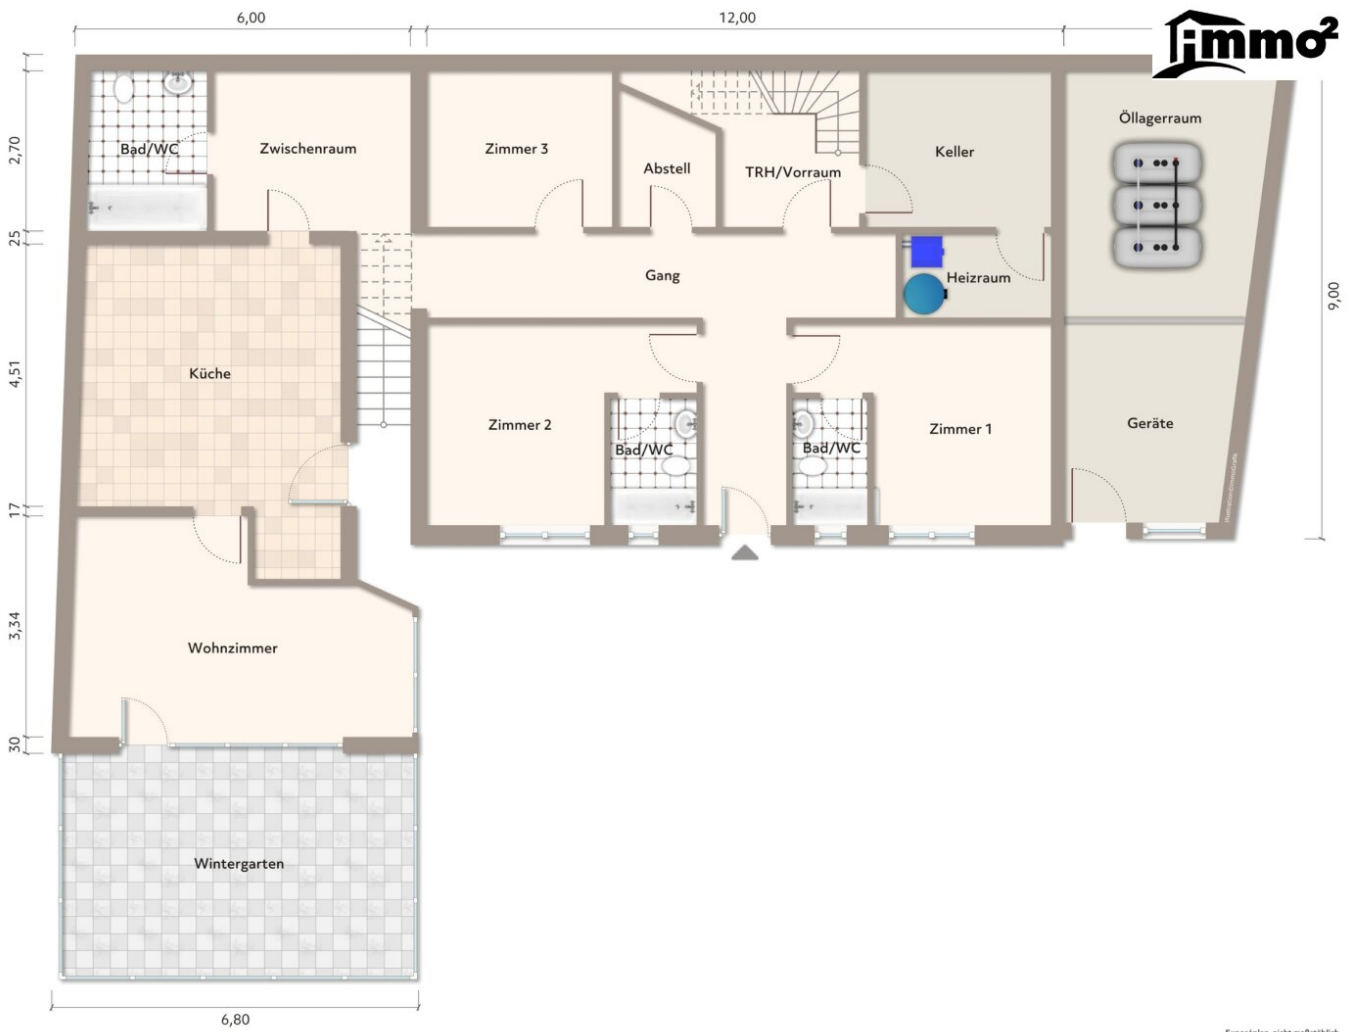 6,00
12,00
immo²
2,70
Bad/WC
Zwischenraum
Zimmer 3
Abstell
TRH/Vorraum
Keller
Öllagerraum
25
Gang
Heizraum
9,00
4,51
Küche
Zimmer 2
Bad/WC
Bad/WC
Zimmer 1
Geräte
17
3,34
Wohnzimmer
30
Wintergarten
6,80